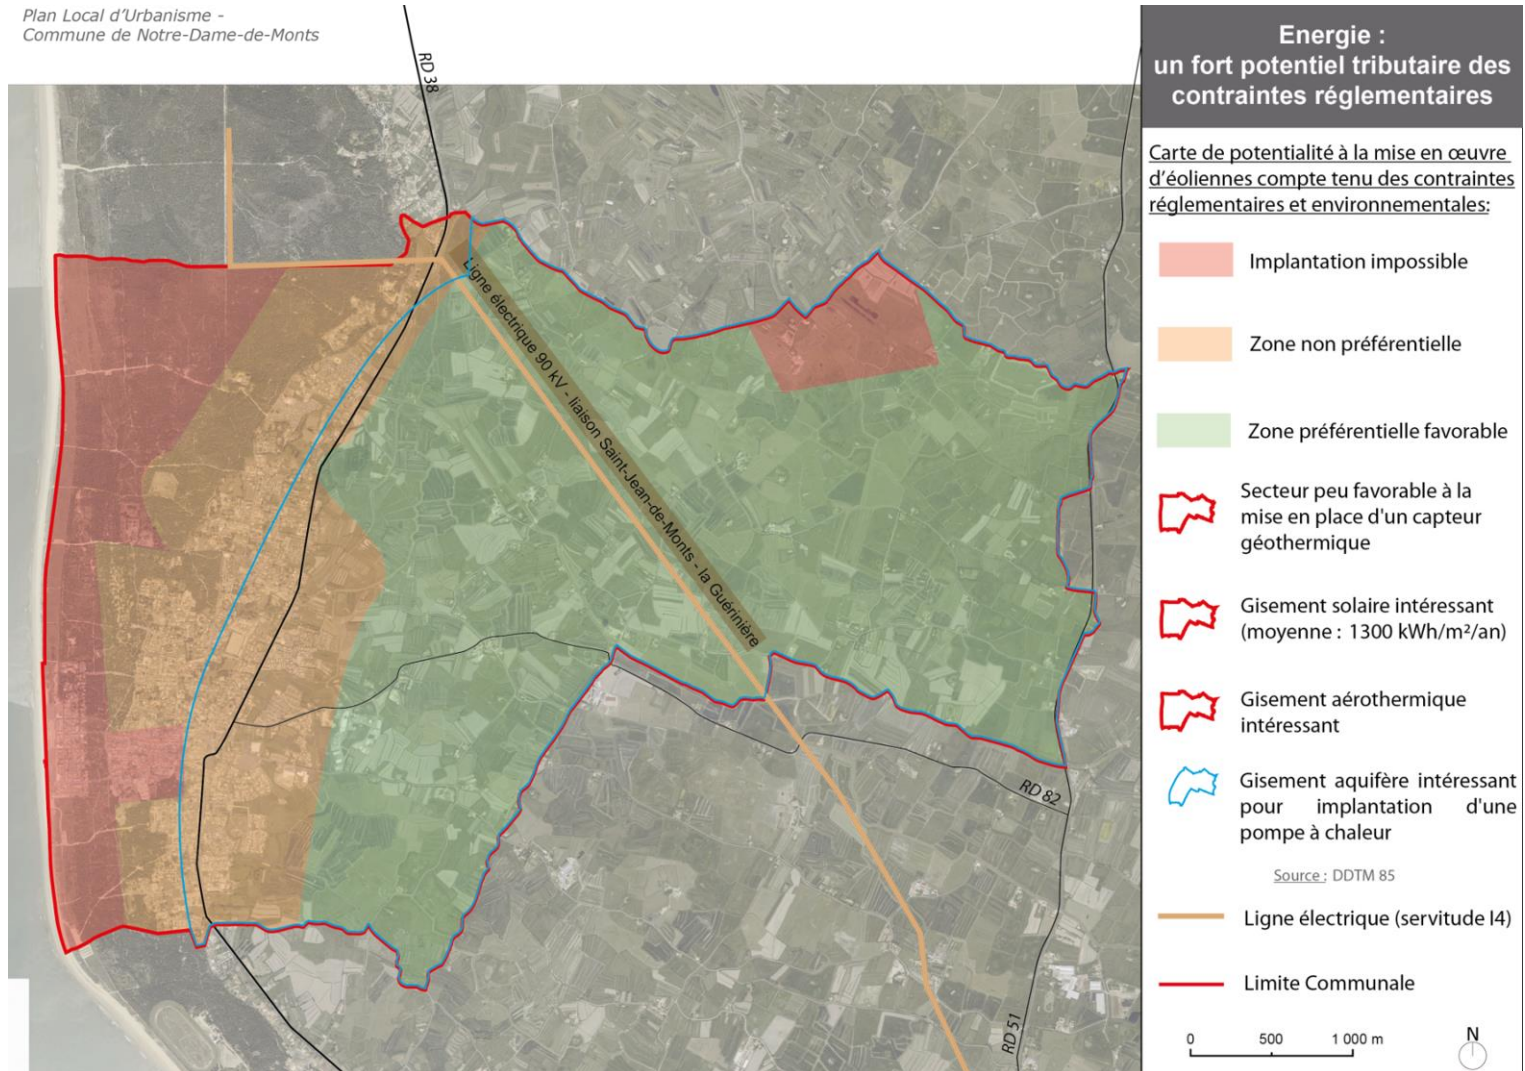 Plan Local d'Urbanisme -
Commune de Notre-Dame-de-Monts
RD 38
Ligne électrique 90 kV - liaison Saint-Jean-de-Monts - la Guérinière
RD 82
RD 51
Energie :
un fort potentiel tributaire des
contraintes réglementaires
Carte de potentialité à la mise en œuvre
d'éoliennes compte tenu des contraintes
réglementaires et environnementales:
Implantation impossible
Zone non préférentielle
Zone préférentielle favorable
Secteur peu favorable à la
mise en place d'un capteur
géothermique
Gisement solaire intéressant
(moyenne : 1300 kWh/m²/an)
Gisement aérothermique
intéressant
Gisement aquifère intéressant
pour implantation d'une
pompe à chaleur
Source : DDTM 85
Ligne électrique (servitude I4)
Limite Communale
0 500 1 000 m
N